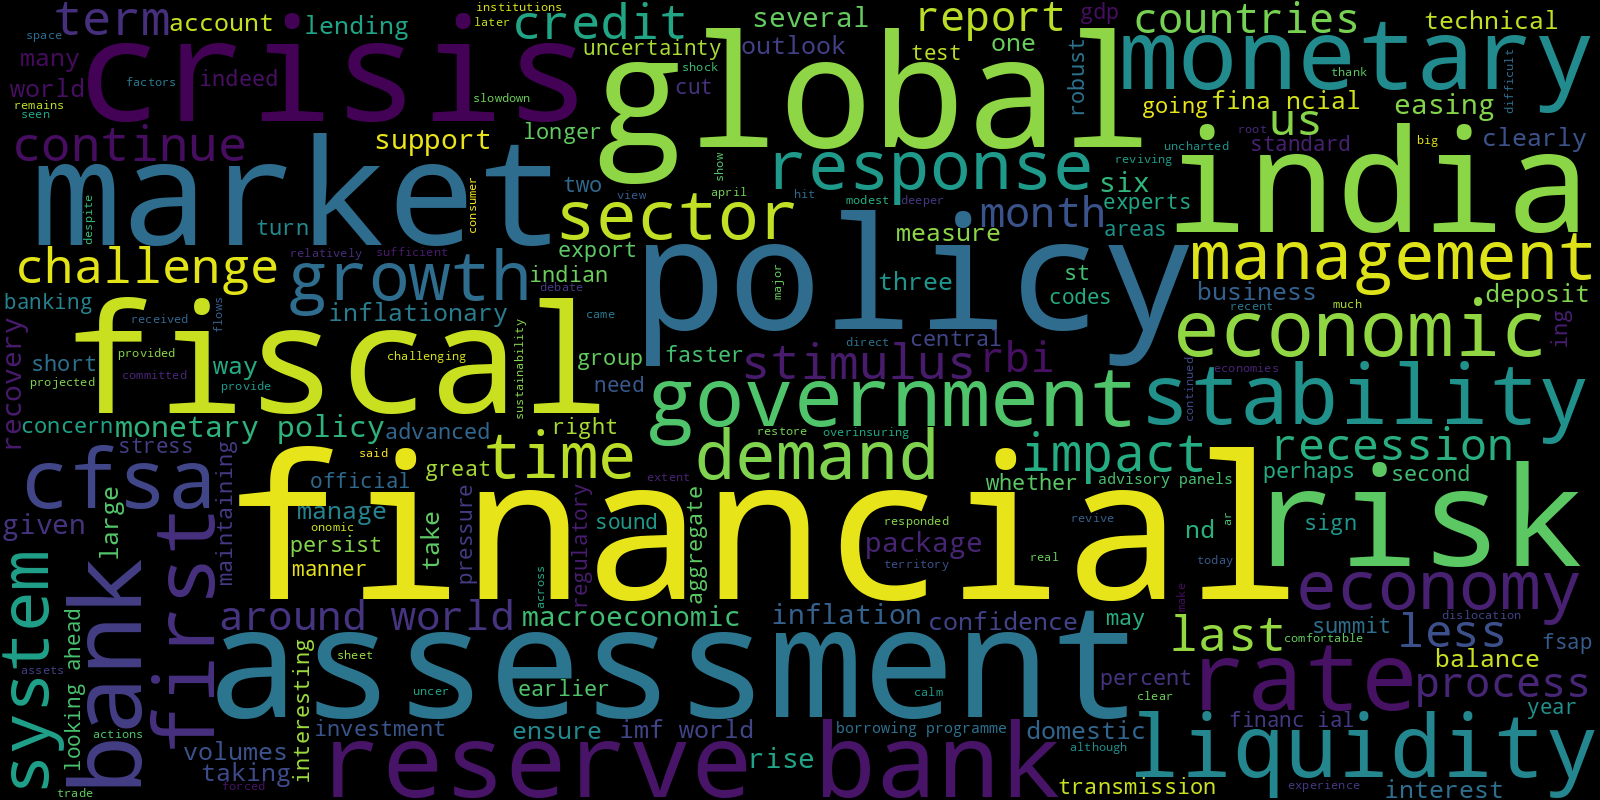 space term account lending institutions later credit several report gdp countries technical
many crisis uncertainty outlook test one robust monetary
world factors indeed shock cut global thank difficult
remains seen slowdown going fina ncial easing
continue support longer response us root standard big clearly
market two show view april hit modest deeper reviving uncharted india
despite turn consumer sector month six experts areas
relatively sufficient export measure management
challenge growth indian debate policy major three st codes business deposit
banking received flows inflationary came recent much
fiscal direct central economic ing
recovery short provided challenging sustainability group faster stimulus rbi
projected committed way provide need government continued economies stability
concern monetary policy advanced right restore overinsuring
stress said time demand impact recession
cfsa official great extent whether advisory panels perhaps second
given large maintaining manage financial risk
onomic take pressure regulatory sound aggregate responded revive nd ar sign
persist package
manner across territory real today
system bank first around world macroeconomic inflation confidence may make economy
assessment last less summit dislocation fsap
looking ahead interesting sheet comfortable balance
assets uncer earlier calm percent clear rate process
actions investment ensure imf world borrowing programme domestic financ ial year
volumes reserve bank rise although liquidity
taking
trade forced transmission experience interest